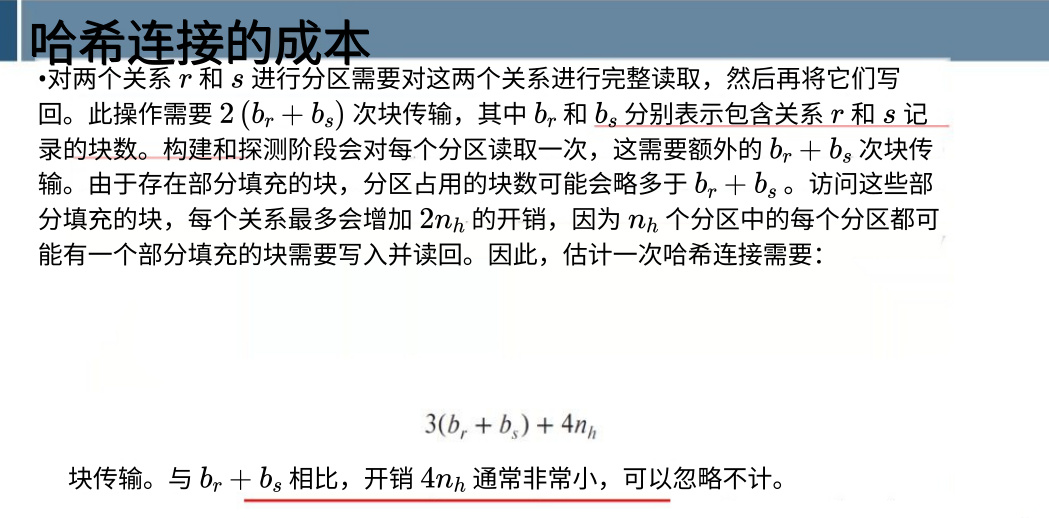 哈希连接的成本
•对两个关系 r 和 s 进行分区需要对这两个关系进行完整读取，然后再将它们写
回。此操作需要 2 (b_r + b_s) 次块传输，其中 b_r 和 b_s 分别表示包含关系 r 和 s 记
录的块数。构建和探测阶段会对每个分区读取一次，这需要额外的 b_r + b_s 次块传
输。由于存在部分填充的块，分区占用的块数可能会略多于 b_r + b_s 。访问这些部
分填充的块，每个关系最多会增加 2n_h 的开销，因为 n_h 个分区中的每个分区都可
能有一个部分填充的块需要写入并读回。因此，估计一次哈希连接需要：
3(b_r + b_s) + 4n_h
块传输。与 b_r + b_s 相比，开销 4n_h 通常非常小，可以忽略不计。